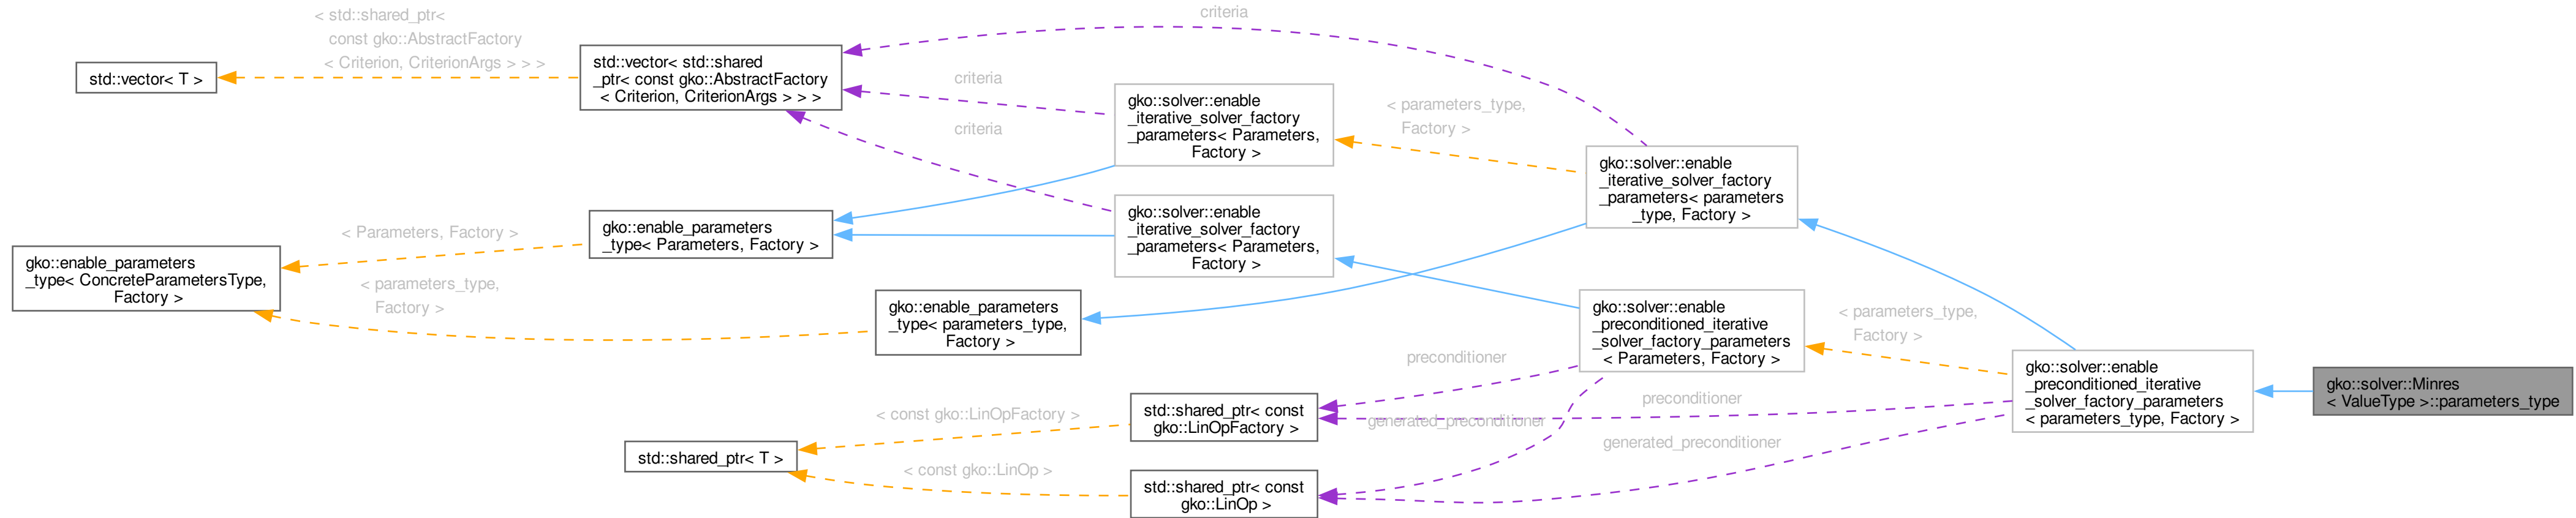 < std::shared_ptr<
const gko::AbstractFactory
< Criterion, CriterionArgs > > >
std::vector< T >
std::vector< std::shared
_ptr< const gko::AbstractFactory
< Criterion, CriterionArgs > > >
criteria
criteria
criteria
gko::solver::enable
_iterative_solver_factory
_parameters< Parameters,
Factory >
< parameters_type,
Factory >
gko::solver::enable
_iterative_solver_factory
_parameters< parameters
_type, Factory >
gko::solver::enable
_iterative_solver_factory
_parameters< Parameters,
Factory >
gko::enable_parameters
_type< Parameters, Factory >
< Parameters, Factory >
gko::enable_parameters
_type< ConcreteParametersType,
Factory >
< parameters_type,
Factory >
gko::enable_parameters
_type< parameters_type,
Factory >
gko::solver::enable
_preconditioned_iterative
_solver_factory_parameters
< Parameters, Factory >
< parameters_type,
Factory >
gko::solver::enable
_preconditioned_iterative
_solver_factory_parameters
< parameters_type, Factory >
gko::solver::Minres
< ValueType >::parameters_type
preconditioner
preconditioner
generated_preconditioner
generated_preconditioner
std::shared_ptr< const
gko::LinOpFactory >
< const gko::LinOpFactory >
std::shared_ptr< T >
< const gko::LinOp >
std::shared_ptr< const
gko::LinOp >